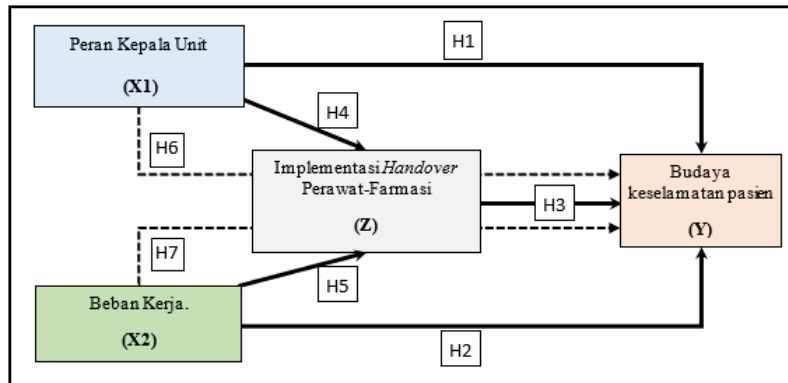 H1
Peran Kepala Unit
(X1)
H4
H6
Implementasi Handover
Perawat-Farmasi
(Z)
Budaya
keselamatan pasien
(Y)
H3
H7
H5
Beban Kerja.
(X2)
H2